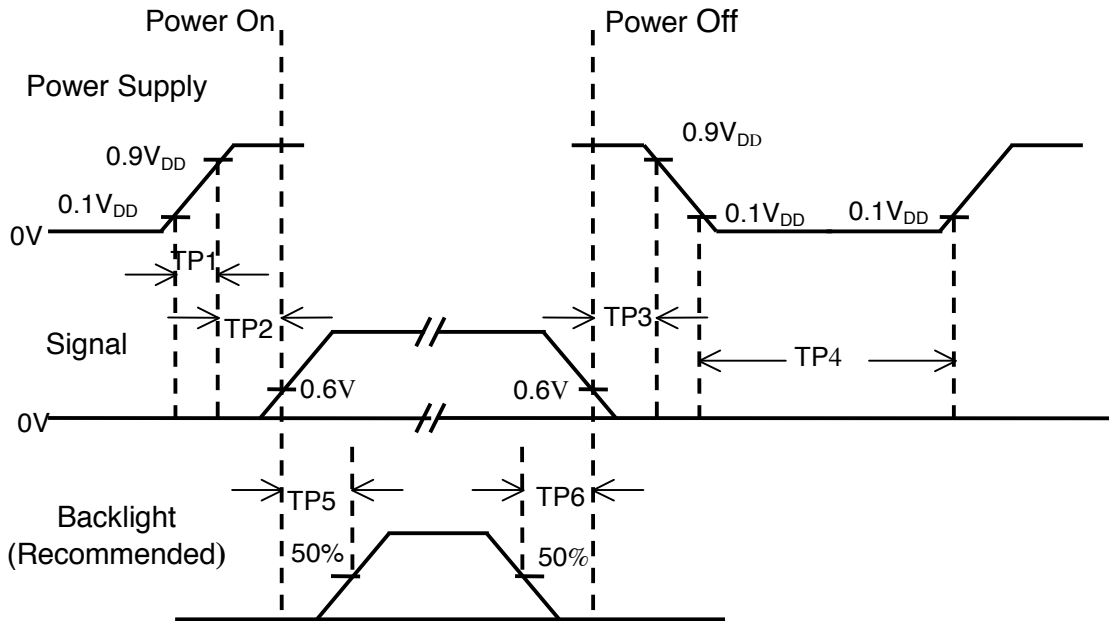 Power On
Power Off
Power Supply
0.9VDD
0.9VDD
0.1VDD
0.1VDD
0.1VDD
0V
TP1
TP2
TP3
TP4
Signal
0.6V
0.6V
0V
TP5
TP6
Backlight
(Recommended)
50%
50%